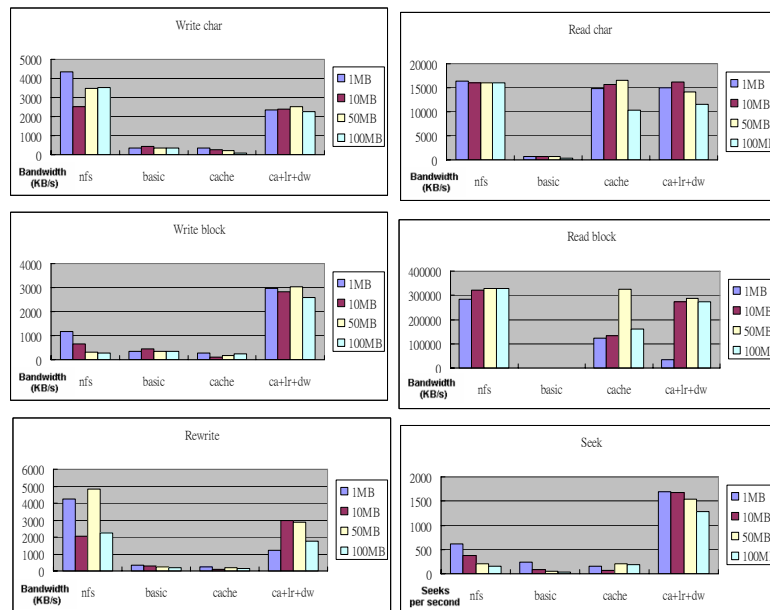 Write char
5000
4000
3000
2000
1000
0
Bandwidth
(KB/s)
nfs
basic
cache
ca+lr+dw
1MB
10MB
50MB
100MB
Read char
20000
15000
10000
5000
0
Bandwidth
(KB/s)
nfs
basic
cache
ca+lr+dw
1MB
10MB
50MB
100MB
Write block
4000
3000
2000
1000
0
Bandwidth
(KB/s)
nfs
basic
cache
ca+lr+dw
1MB
10MB
50MB
100MB
Read block
400000
300000
200000
100000
0
Bandwidth
(KB/s)
nfs
basic
cache
ca+lr+dw
1MB
10MB
50MB
100MB
Rewrite
6000
5000
4000
3000
2000
1000
0
Bandwidth
(KB/s)
nfs
basic
cache
ca+lr+dw
1MB
10MB
50MB
100MB
Seek
2000
1500
1000
500
0
Seeks
per second
nfs
basic
cache
ca+lr+dw
1MB
10MB
50MB
100MB